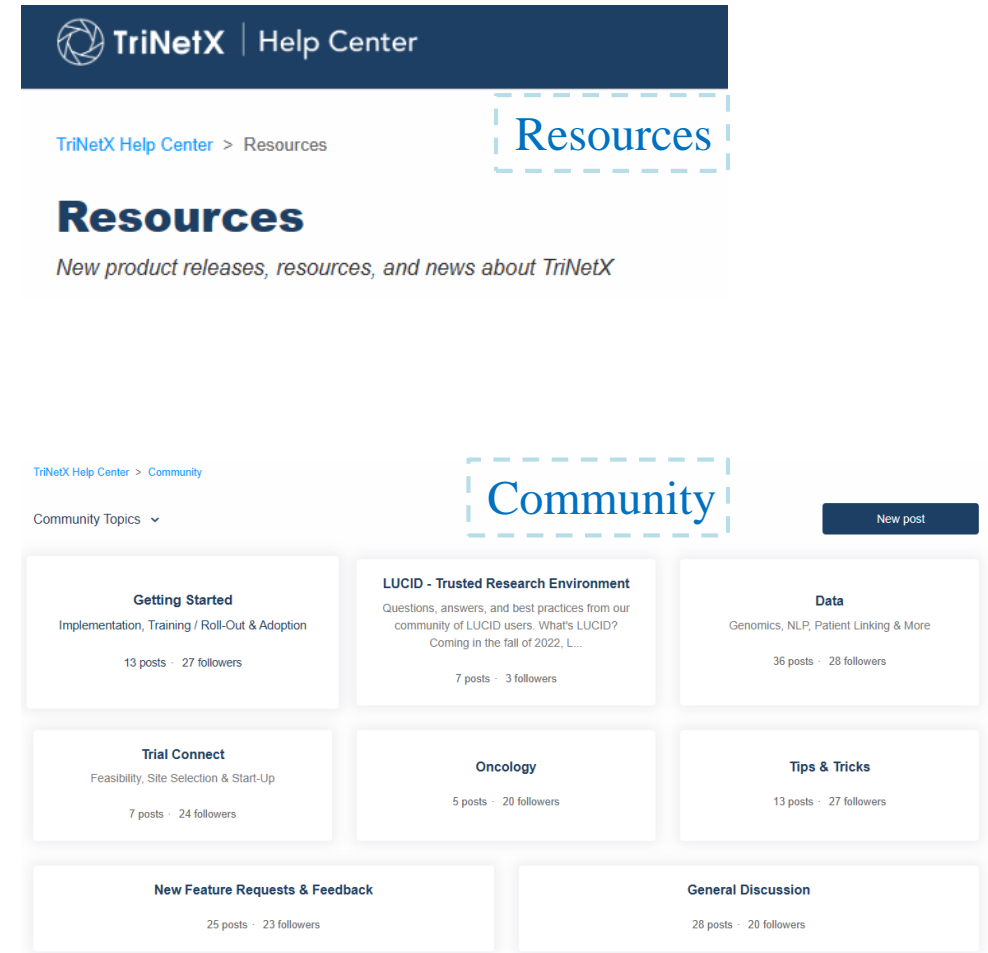 TriNetX | Help Center
TriNetX Help Center > Resources
Resources
Resources
New product releases, resources, and news about TriNetX
TriNetX Help Center > Community
Community
Community Topics
New post
Getting Started
Implementation, Training / Roll-Out & Adoption
13 posts · 27 followers
LUCID - Trusted Research Environment
Questions, answers, and best practices from our
community of LUCID users. What's LUCID?
Coming in the fall of 2022, L...
7 posts · 3 followers
Data
Genomics, NLP, Patient Linking & More
36 posts · 28 followers
Trial Connect
Feasibility, Site Selection & Start-Up
7 posts · 24 followers
Oncology
5 posts · 20 followers
Tips & Tricks
13 posts · 27 followers
New Feature Requests & Feedback
25 posts · 23 followers
General Discussion
28 posts · 20 followers